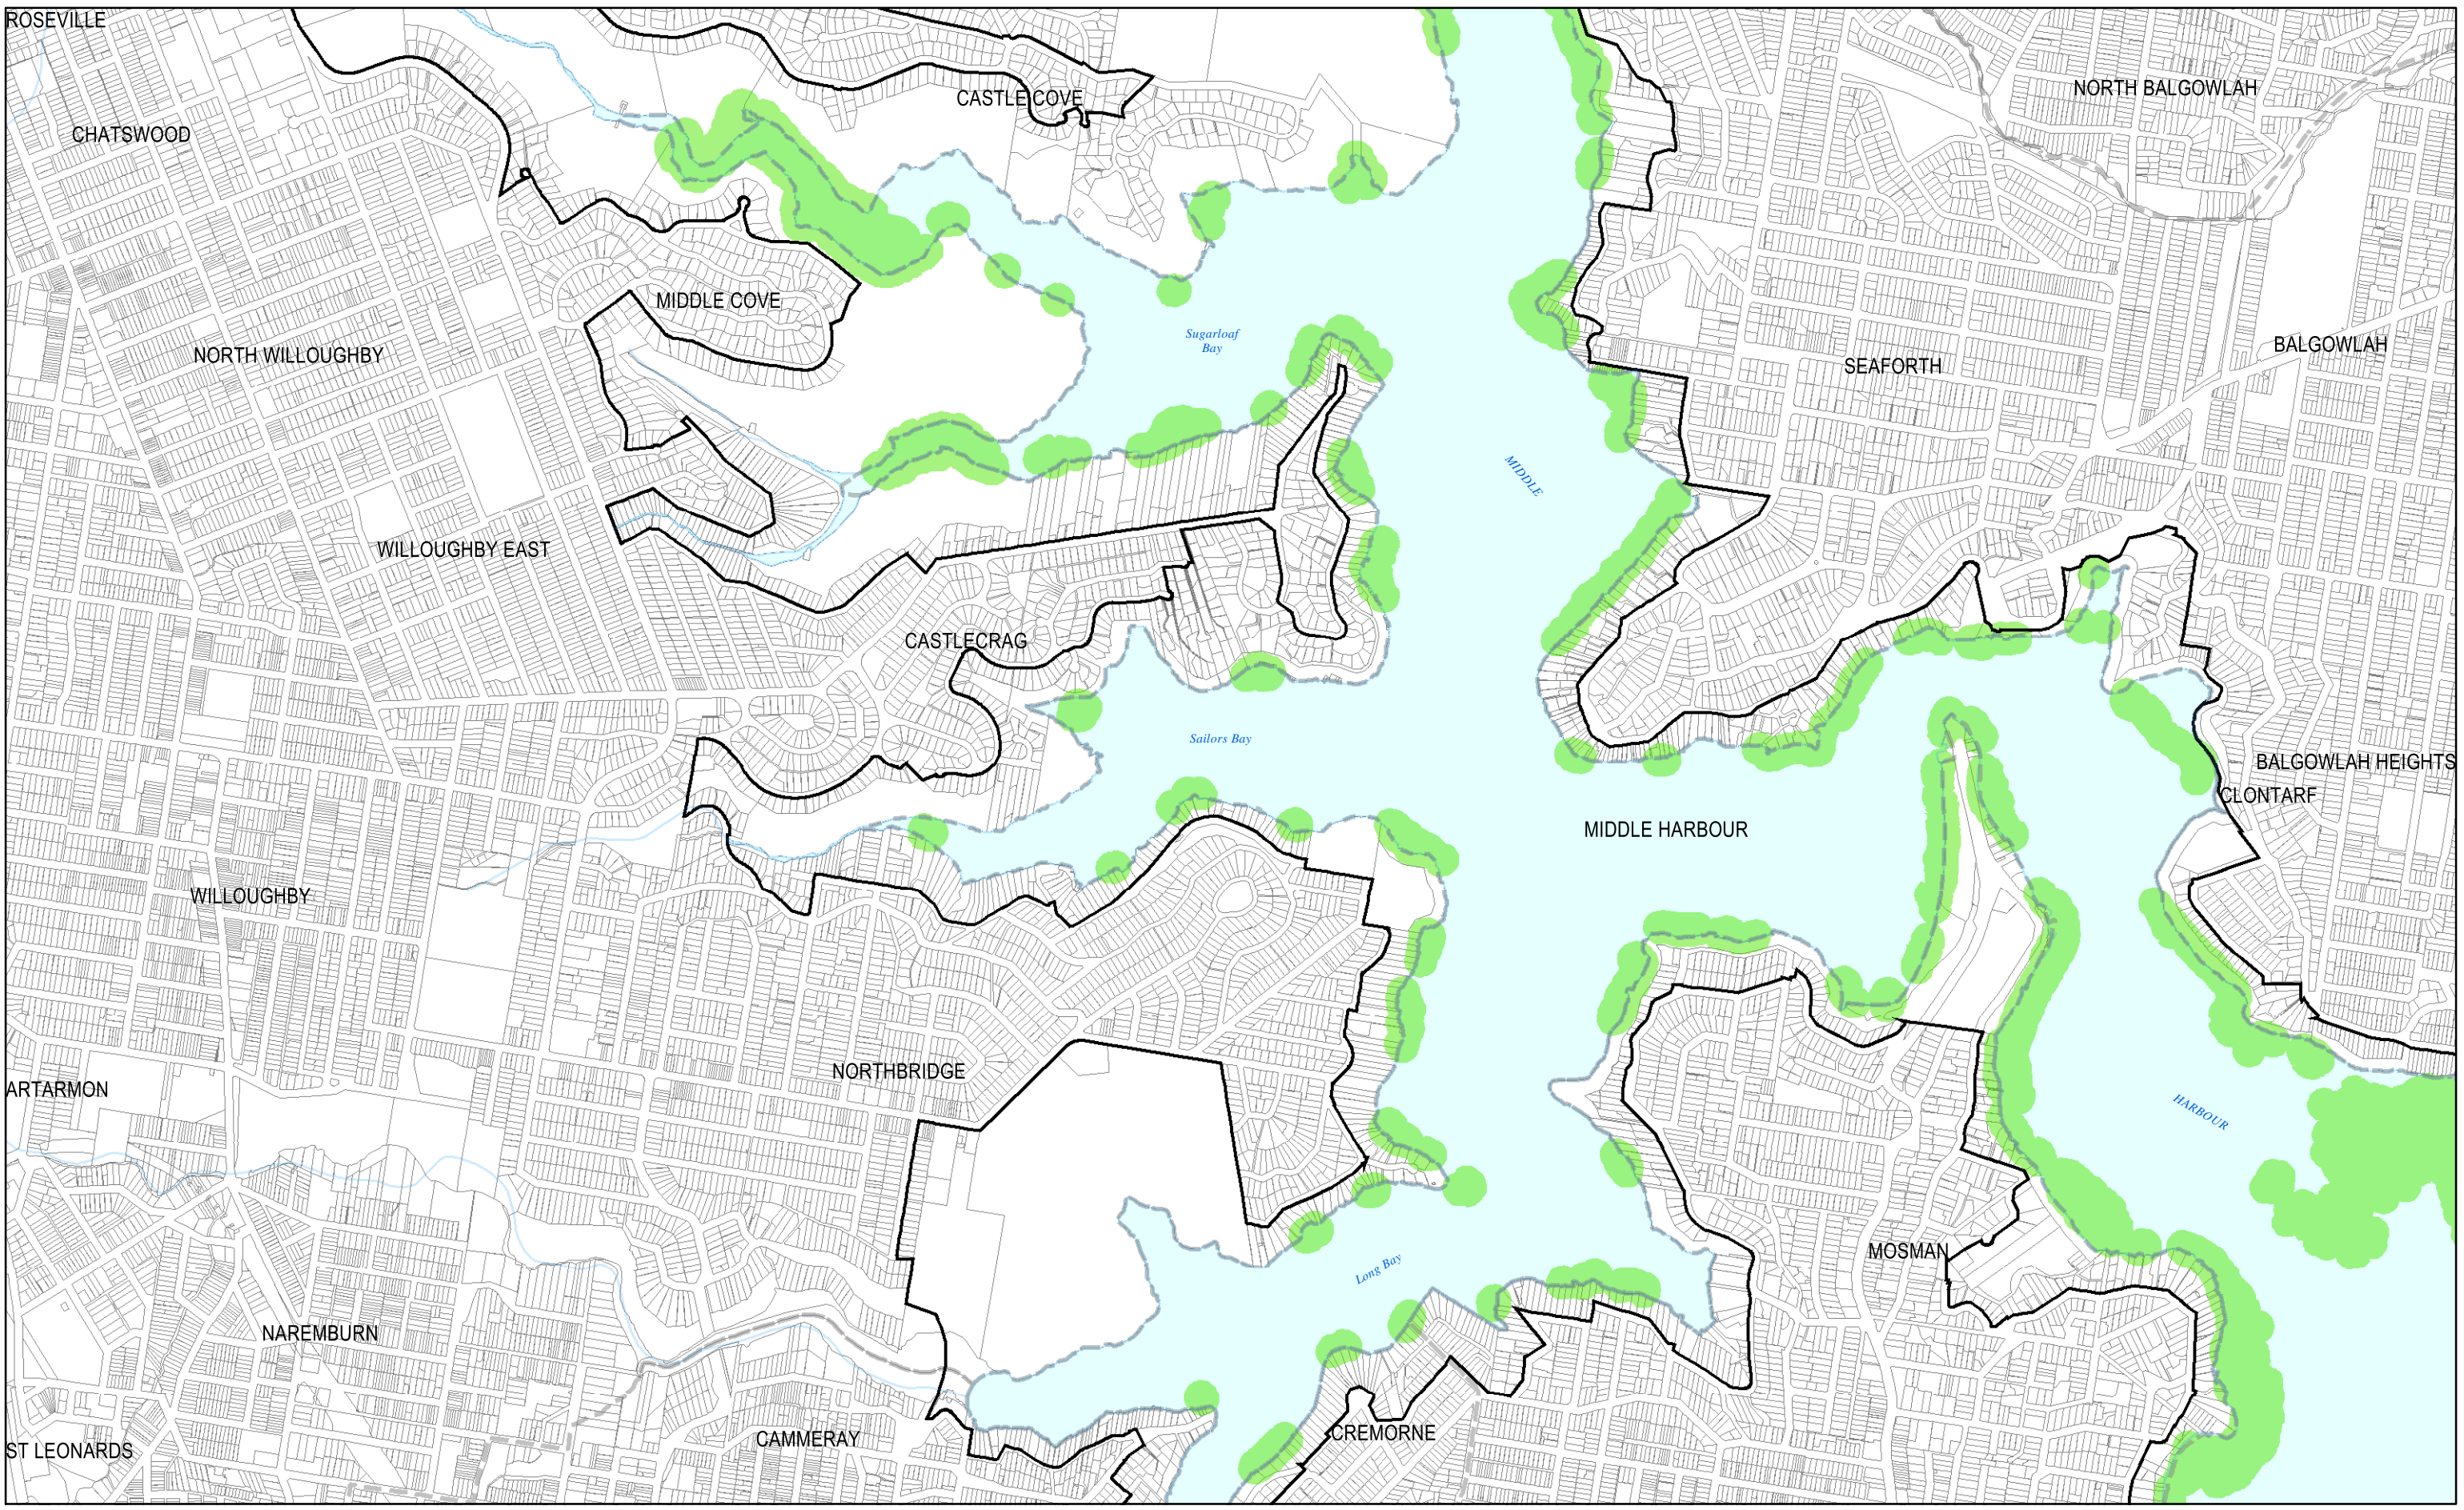 ROSEVILLE
NORTH BALGOWLAH
CASTLE COVE
CHATSWOOD
MIDDLE COVE
Sugarloaf
Bay
BALGOWLAH
NORTH WILLOUGHBY
SEAFORTH
MIDDLE
WILLOUGHBY EAST
CASTLECRAG
Sailors Bay
BALGOWLAH HEIGHTS
CLONTARF
MIDDLE HARBOUR
WILLOUGHBY
NORTHBRIDGE
ARTARMON
HARBOUR
MOSMAN
Long Bay
NAREMBURN
CREMORNE
CAMMERAY
ST LEONARDS